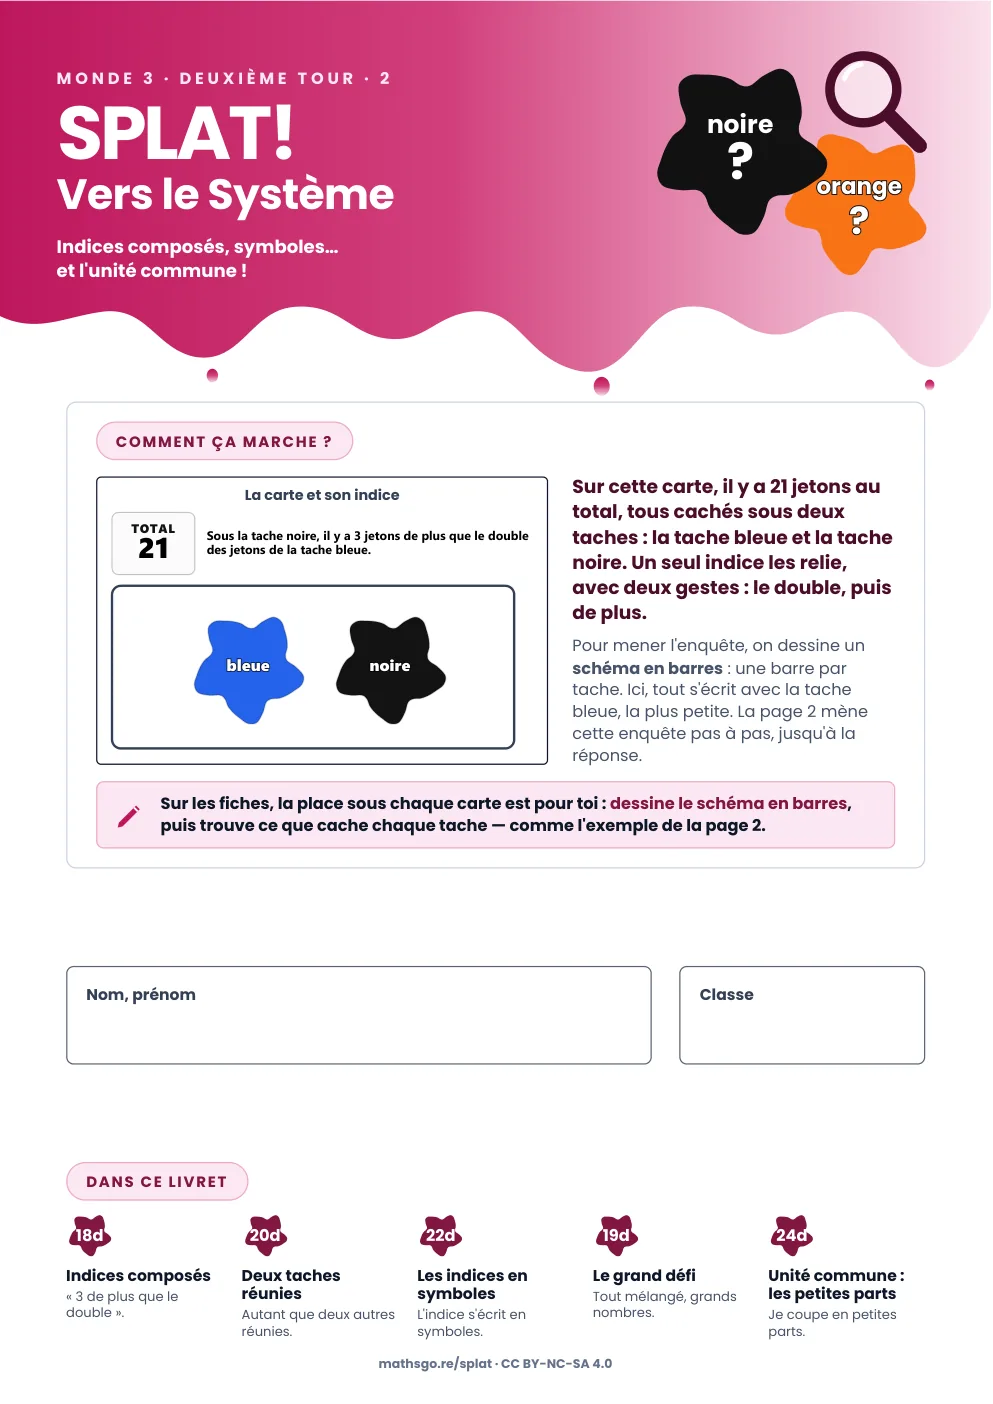 MONDE 3 · DEUXIÈME TOUR · 2
SPLAT!
Vers le Système
Indices composés, symboles…
et l'unité commune !
noire
?
orange
?
COMMENT ÇA MARCHE ?
La carte et son indice
TOTAL
21
Sous la tache noire, il y a 3 jetons de plus que le double
des jetons de la tache bleue.
bleue
noire
Sur cette carte, il y a 21 jetons au
total, tous cachés sous deux
taches : la tache bleue et la tache
noire. Un seul indice les relie,
avec deux gestes : le double, puis
de plus.
Pour mener l'enquête, on dessine un
schéma en barres : une barre par
tache. Ici, tout s'écrit avec la tache
bleue, la plus petite. La page 2 mène
cette enquête pas à pas, jusqu'à la
réponse.
Sur les fiches, la place sous chaque carte est pour toi : dessine le schéma en barres,
puis trouve ce que cache chaque tache — comme l'exemple de la page 2.
Nom, prénom
Classe
DANS CE LIVRET
18d
Indices composés
« 3 de plus que le
double ».
20d
Deux taches
réunies
Autant que deux autres
réunies.
22d
Les indices en
symboles
L'indice s'écrit en
symboles.
19d
Le grand défi
Tout mélangé, grands
nombres.
24d
Unité commune :
les petites parts
Je coupe en petites
parts.
mathsgo.re/splat · CC BY-NC-SA 4.0